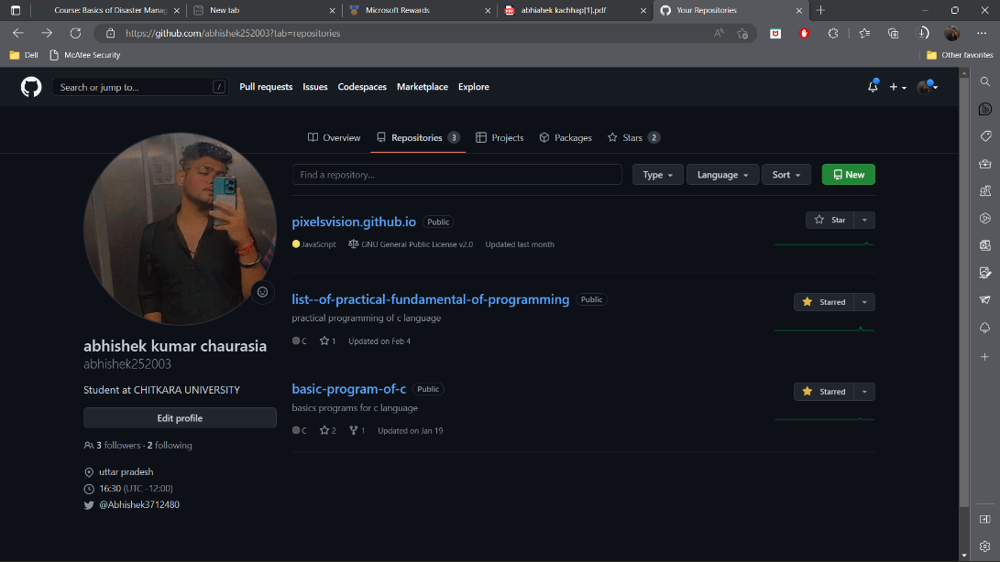 Course: Basics of Disaster Manag
New tab
Microsoft Rewards
abhiahek kachhap[1].pdf
Your Repositories
https://github.com/abhishek252003?tab=repositories
Dell
McAfee Security
Other favorites
Search or jump to...
/
Pull requests
Issues
Codespaces
Marketplace
Explore
Overview
Repositories 3
Projects
Packages
Stars 2
Find a repository...
Type
Language
Sort
New
pixelsvision.github.io Public
Star
JavaScript GNU General Public License v2.0 Updated last month
list--of-practical-fundamental-of-programming Public
Starred
practical programming of c language
C 1 Updated on Feb 4
basic-program-of-c Public
Starred
basics programs for c language
C 2 1 Updated on Jan 19
abhishek kumar chaurasia
abhishek252003
Student at CHITKARA UNIVERSITY
Edit profile
3 followers · 2 following
uttar pradesh
16:30 (UTC -12:00)
@Abhishek3712480